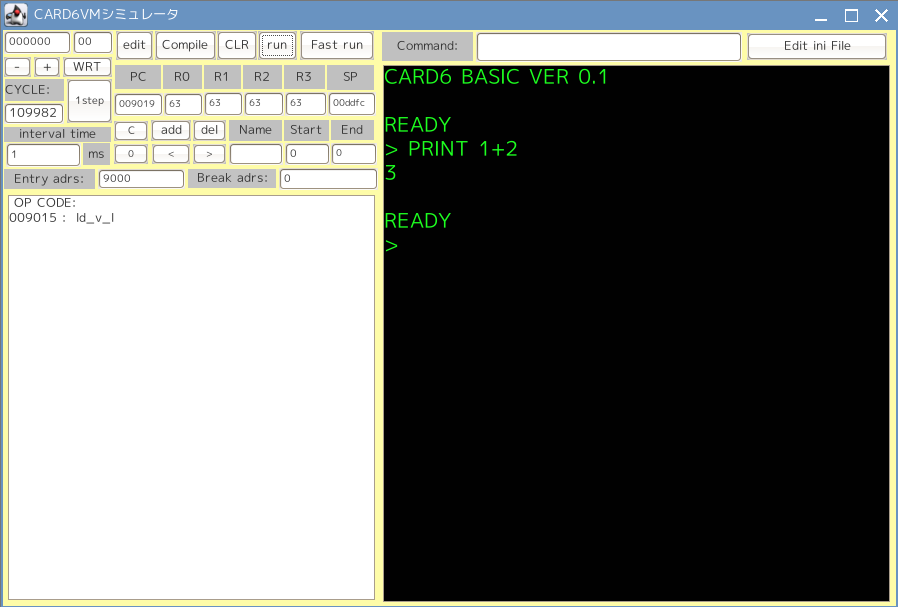 CARD6VMシミュレータ
000000 00 edit Compile CLR run Fast run Command: Edit ini File
- + WRT
PC R0 R1 R2 R3 SP
CYCLE: 1step
009019 63 63 63 63 00ddfc
109982
interval time C add del Name Start End
1 ms 0 < > 0 0
Entry adrs: 9000 Break adrs: 0
OP CODE:
009015 : ld_v_l
CARD6 BASIC VER 0.1
READY
> PRINT 1+2
3
READY
>